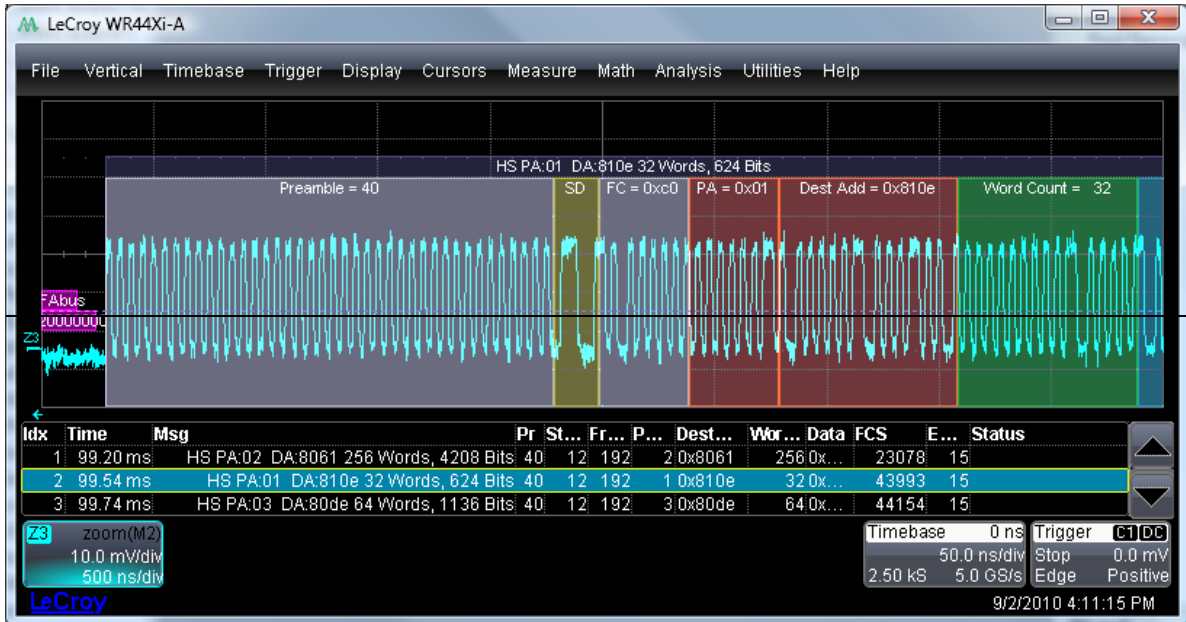 LeCroy WR44Xi-A
File Vertical Timebase Trigger Display Cursors Measure Math Analysis Utilities Help
HS PA:01 DA:810e 32 Words, 624 Bits
Preamble = 40 SD FC = 0xc0 PA = 0x01 Dest Add = 0x810e Word Count = 32
FAbus
Z3
Idx Time Msg Pr St... Fr... P... Dest... Wor... Data FCS E... Status
1 99.20 ms HS PA:02 DA:8061 256 Words, 4208 Bits 40 12 192 2 0x8061 256 0x... 23078 15
2 99.54 ms HS PA:01 DA:810e 32 Words, 624 Bits 40 12 192 1 0x810e 32 0x... 43993 15
3 99.74 ms HS PA:03 DA:80de 64 Words, 1136 Bits 40 12 192 3 0x80de 64 0x... 44154 15
Z3 zoom(M2)
10.0 mV/div
500 ns/div
Timebase 0 ns
50.0 ns/div
2.50 kS 5.0 GS/s
Trigger C1 DC
Stop 0.0 mV
Edge Positive
LeCroy
9/2/2010 4:11:15 PM